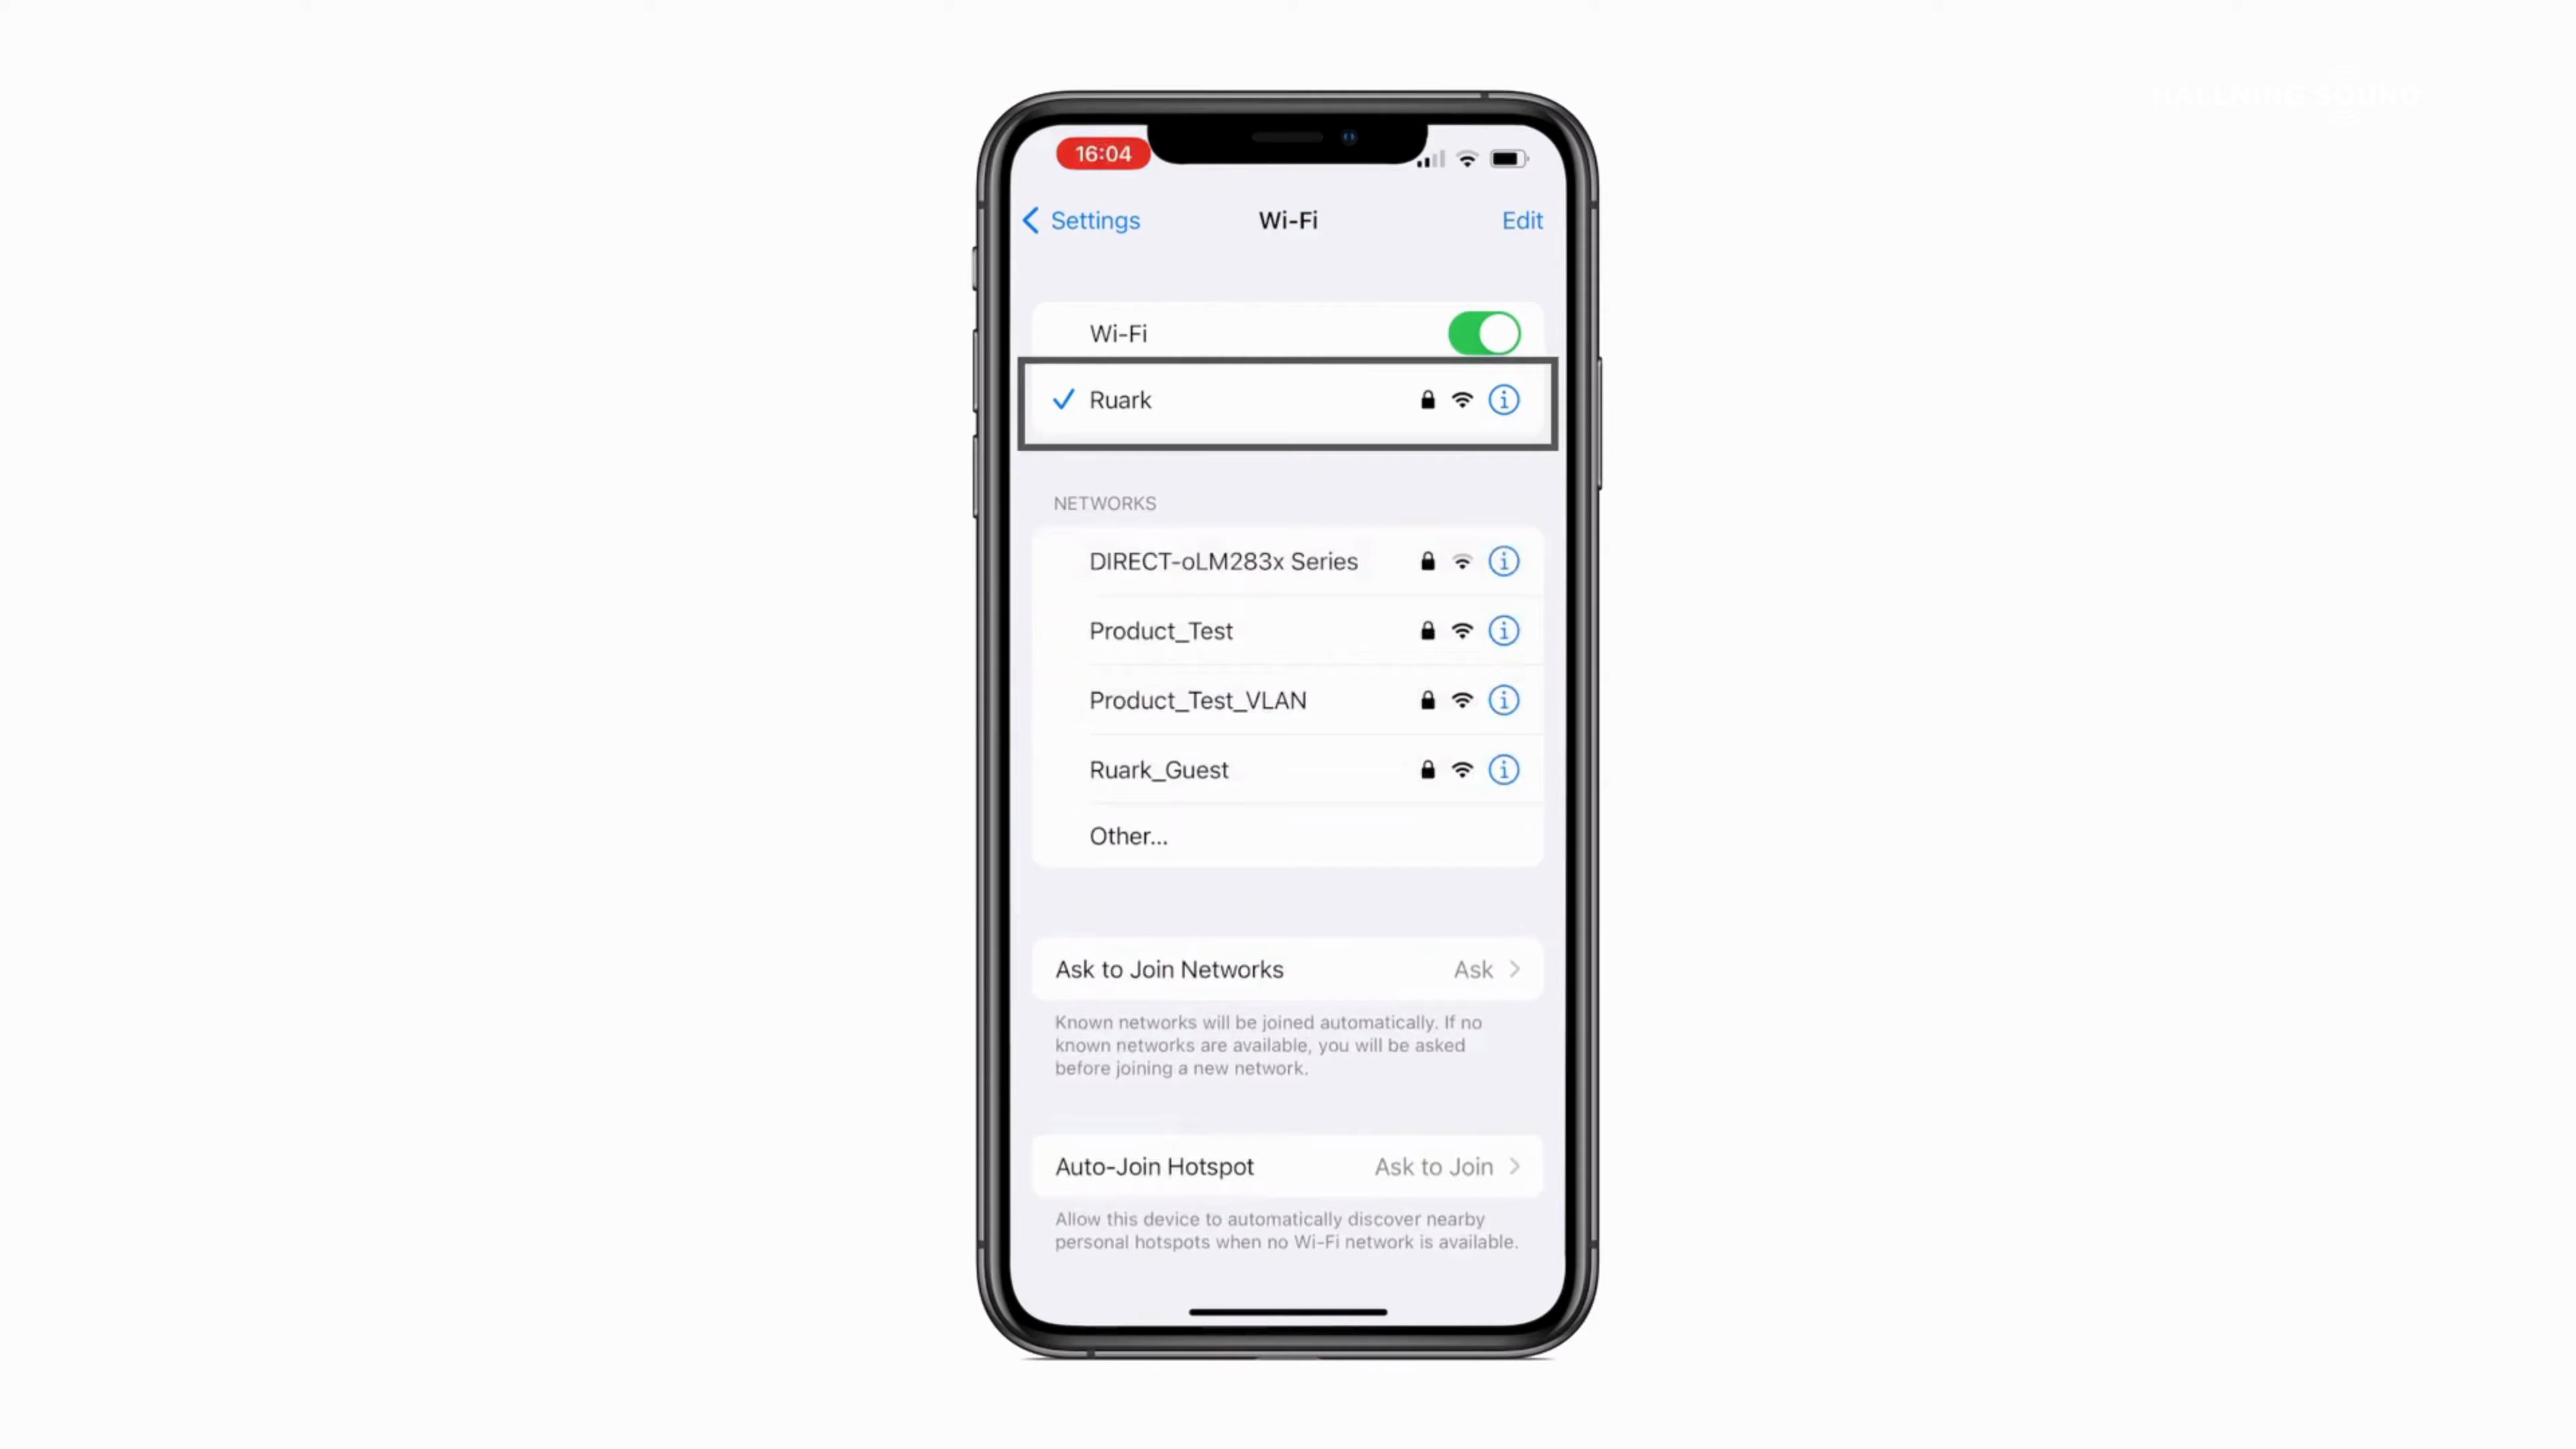 16:04
Settings
Wi-Fi
Edit
Wi-Fi
Ruark
NETWORKS
DIRECT-oLM283x Series
Product_Test
Product_Test_VLAN
Ruark_Guest
Other...
Ask to Join Networks
Ask
Known networks will be joined automatically. If no
known networks are available, you will be asked
before joining a new network.
Auto-Join Hotspot
Ask to Join
Allow this device to automatically discover nearby
personal hotspots when no Wi-Fi network is available.